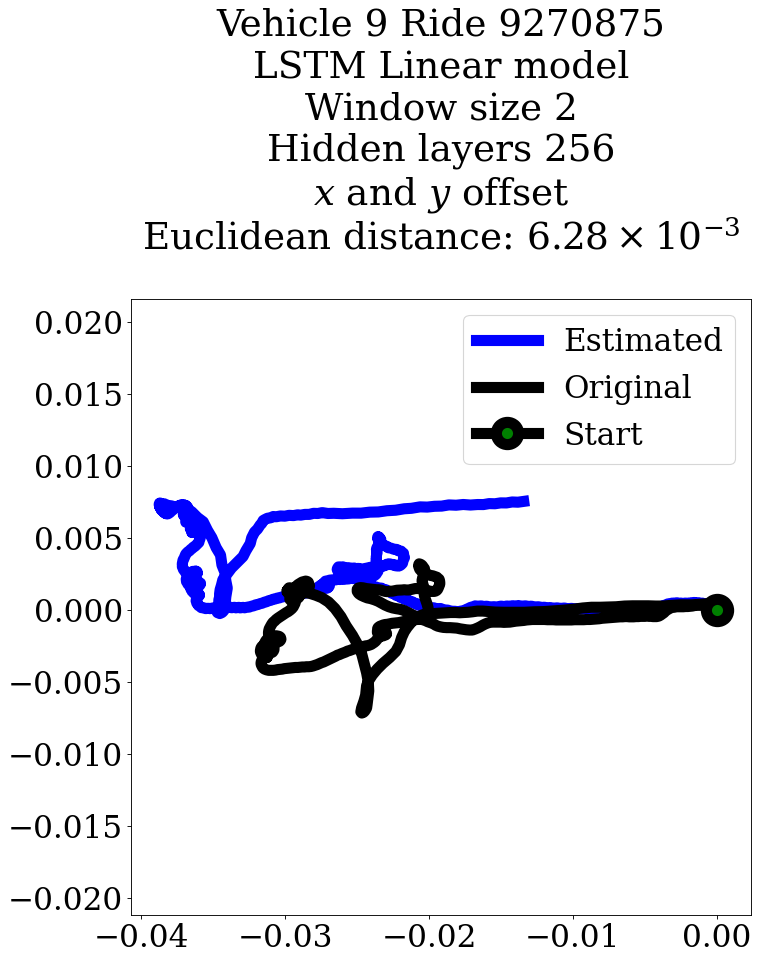 Vehicle 9 Ride 9270875
LSTM Linear model
Window size 2
Hidden layers 256
x and y offset
Euclidean distance: 6.28 × 10⁻³
Estimated
Original
Start
0.020
0.015
0.010
0.005
0.000
−0.005
−0.010
−0.015
−0.020
−0.04 −0.03 −0.02 −0.01 0.00